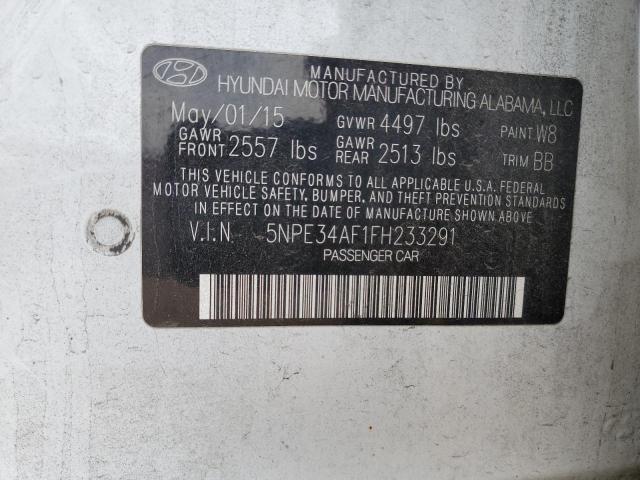 MANUFACTURED BY
HYUNDAI MOTOR MANUFACTURING ALABAMA, LLC
May/01/15 GVWR 4497 lbs PAINT W8
GAWR FRONT 2557 lbs GAWR REAR 2513 lbs TRIM BB
THIS VEHICLE CONFORMS TO ALL APPLICABLE U.S.A. FEDERAL
MOTOR VEHICLE SAFETY, BUMPER, AND THEFT PREVENTION STANDARDS
IN EFFECT ON THE DATE OF MANUFACTURE SHOWN ABOVE
V.I.N 5NPE34AF1FH233291
PASSENGER CAR